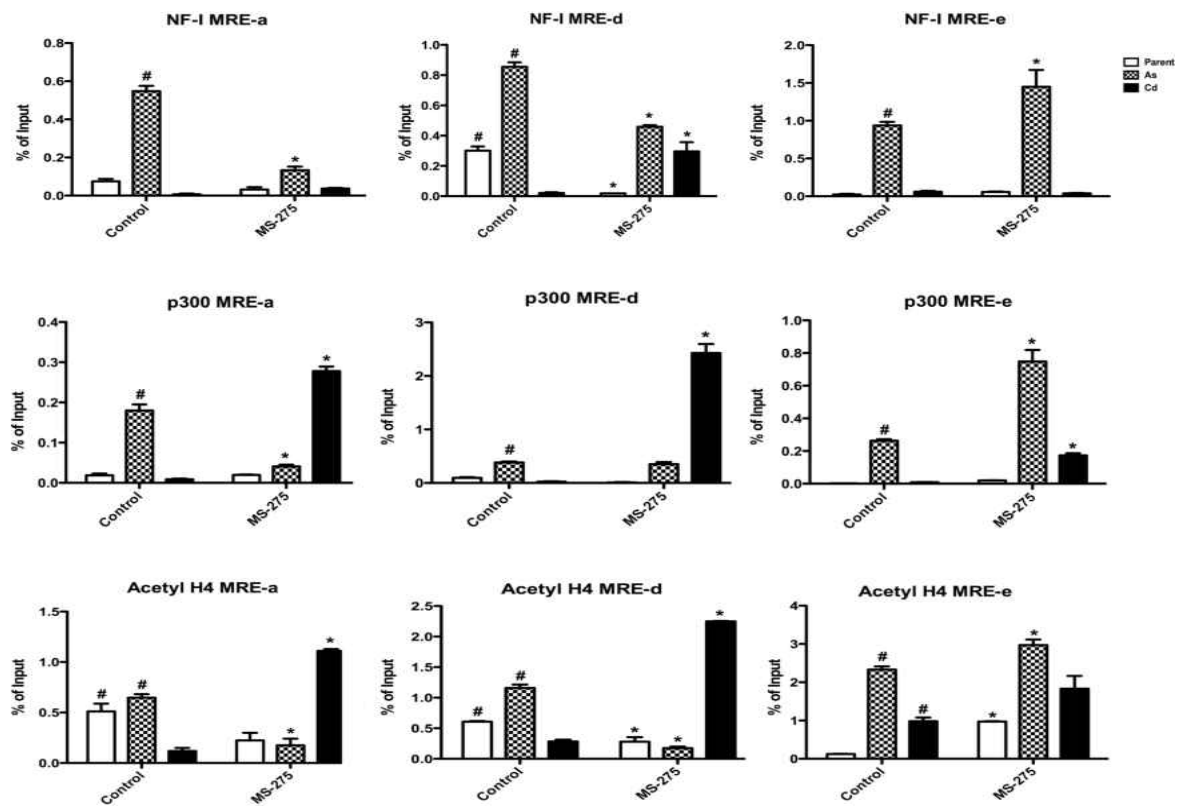 NF-I MRE-a
% of Input
0.8
0.6
0.4
0.2
0.0
#
*
Control
MS-275
NF-I MRE-d
% of Input
1.0
0.8
0.6
0.4
0.2
0.0
#
#
*
*
*
Control
MS-275
NF-I MRE-e
% of Input
2.0
1.5
1.0
0.5
0.0
#
*
Control
MS-275
Parent
As
Cd
p300 MRE-a
% of Input
0.4
0.3
0.2
0.1
0.0
#
*
*
Control
MS-275
p300 MRE-d
% of Input
3
2
1
0
#
*
Control
MS-275
p300 MRE-e
% of Input
1.0
0.8
0.6
0.4
0.2
0.0
#
*
*
Control
MS-275
Acetyl H4 MRE-a
% of Input
1.5
1.0
0.5
0.0
#
#
*
*
Control
MS-275
Acetyl H4 MRE-d
% of Input
2.5
2.0
1.5
1.0
0.5
0.0
#
#
*
*
*
Control
MS-275
Acetyl H4 MRE-e
% of Input
4
3
2
1
0
#
#
*
*
Control
MS-275